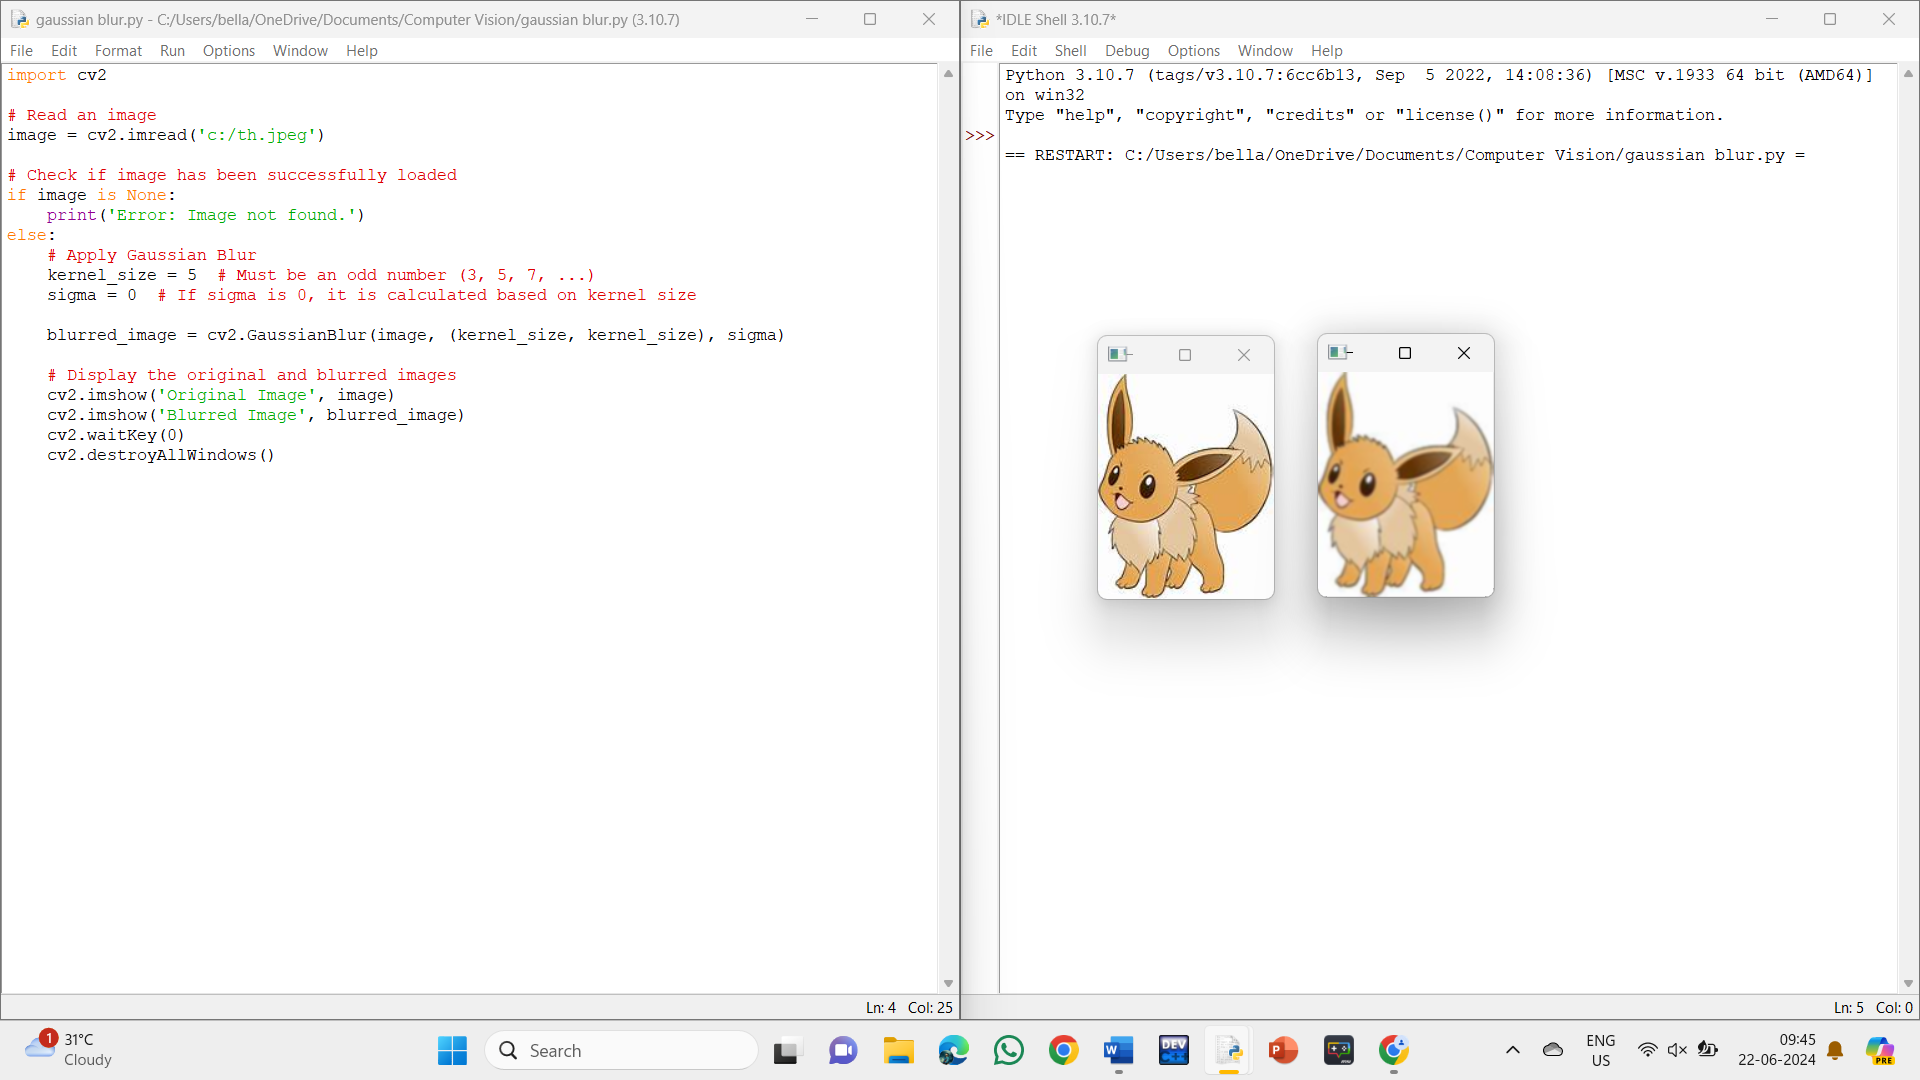 gaussian blur.py - C:/Users/bella/OneDrive/Documents/Computer Vision/gaussian blur.py (3.10.7)
File Edit Format Run Options Window Help
import cv2
# Read an image
image = cv2.imread('c:/th.jpeg')
# Check if image has been successfully loaded
if image is None:
    print('Error: Image not found.')
else:
    # Apply Gaussian Blur
    kernel_size = 5  # Must be an odd number (3, 5, 7, ...)
    sigma = 0  # If sigma is 0, it is calculated based on kernel size
    blurred_image = cv2.GaussianBlur(image, (kernel_size, kernel_size), sigma)
    # Display the original and blurred images
    cv2.imshow('Original Image', image)
    cv2.imshow('Blurred Image', blurred_image)
    cv2.waitKey(0)
    cv2.destroyAllWindows()
Ln: 4 Col: 25
*IDLE Shell 3.10.7*
File Edit Shell Debug Options Window Help
Python 3.10.7 (tags/v3.10.7:6cc6b13, Sep  5 2022, 14:08:36) [MSC v.1933 64 bit (AMD64)]
on win32
Type "help", "copyright", "credits" or "license()" for more information.
>>>
== RESTART: C:/Users/bella/OneDrive/Documents/Computer Vision/gaussian blur.py =
Ln: 5 Col: 0
1
31°C
Cloudy
Search
W
DEV
C++
P
ENG
US
09:45
22-06-2024
PRE